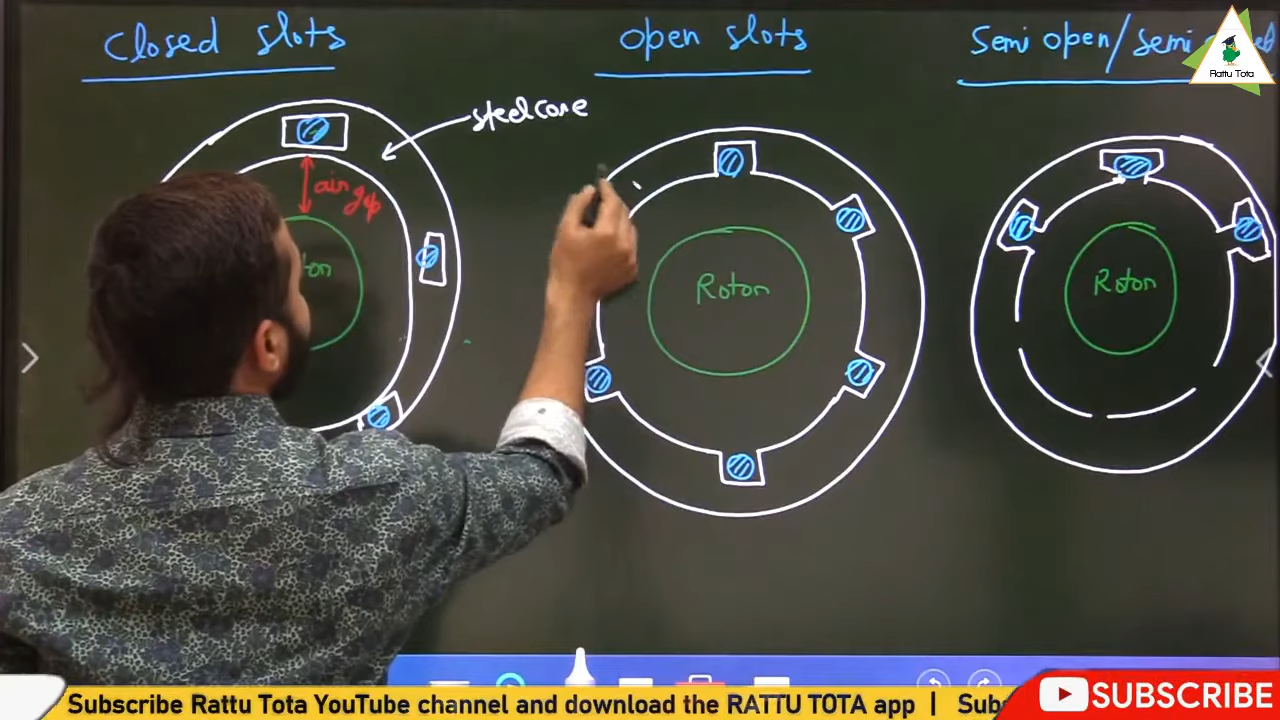 Closed slots
open slots
Semi open/semi
Rattu Tota
steel core
air
gap
Rotor
Rotor
Subscribe Rattu Tota YouTube channel and download the RATTU TOTA app | Subs
SUBSCRIBE